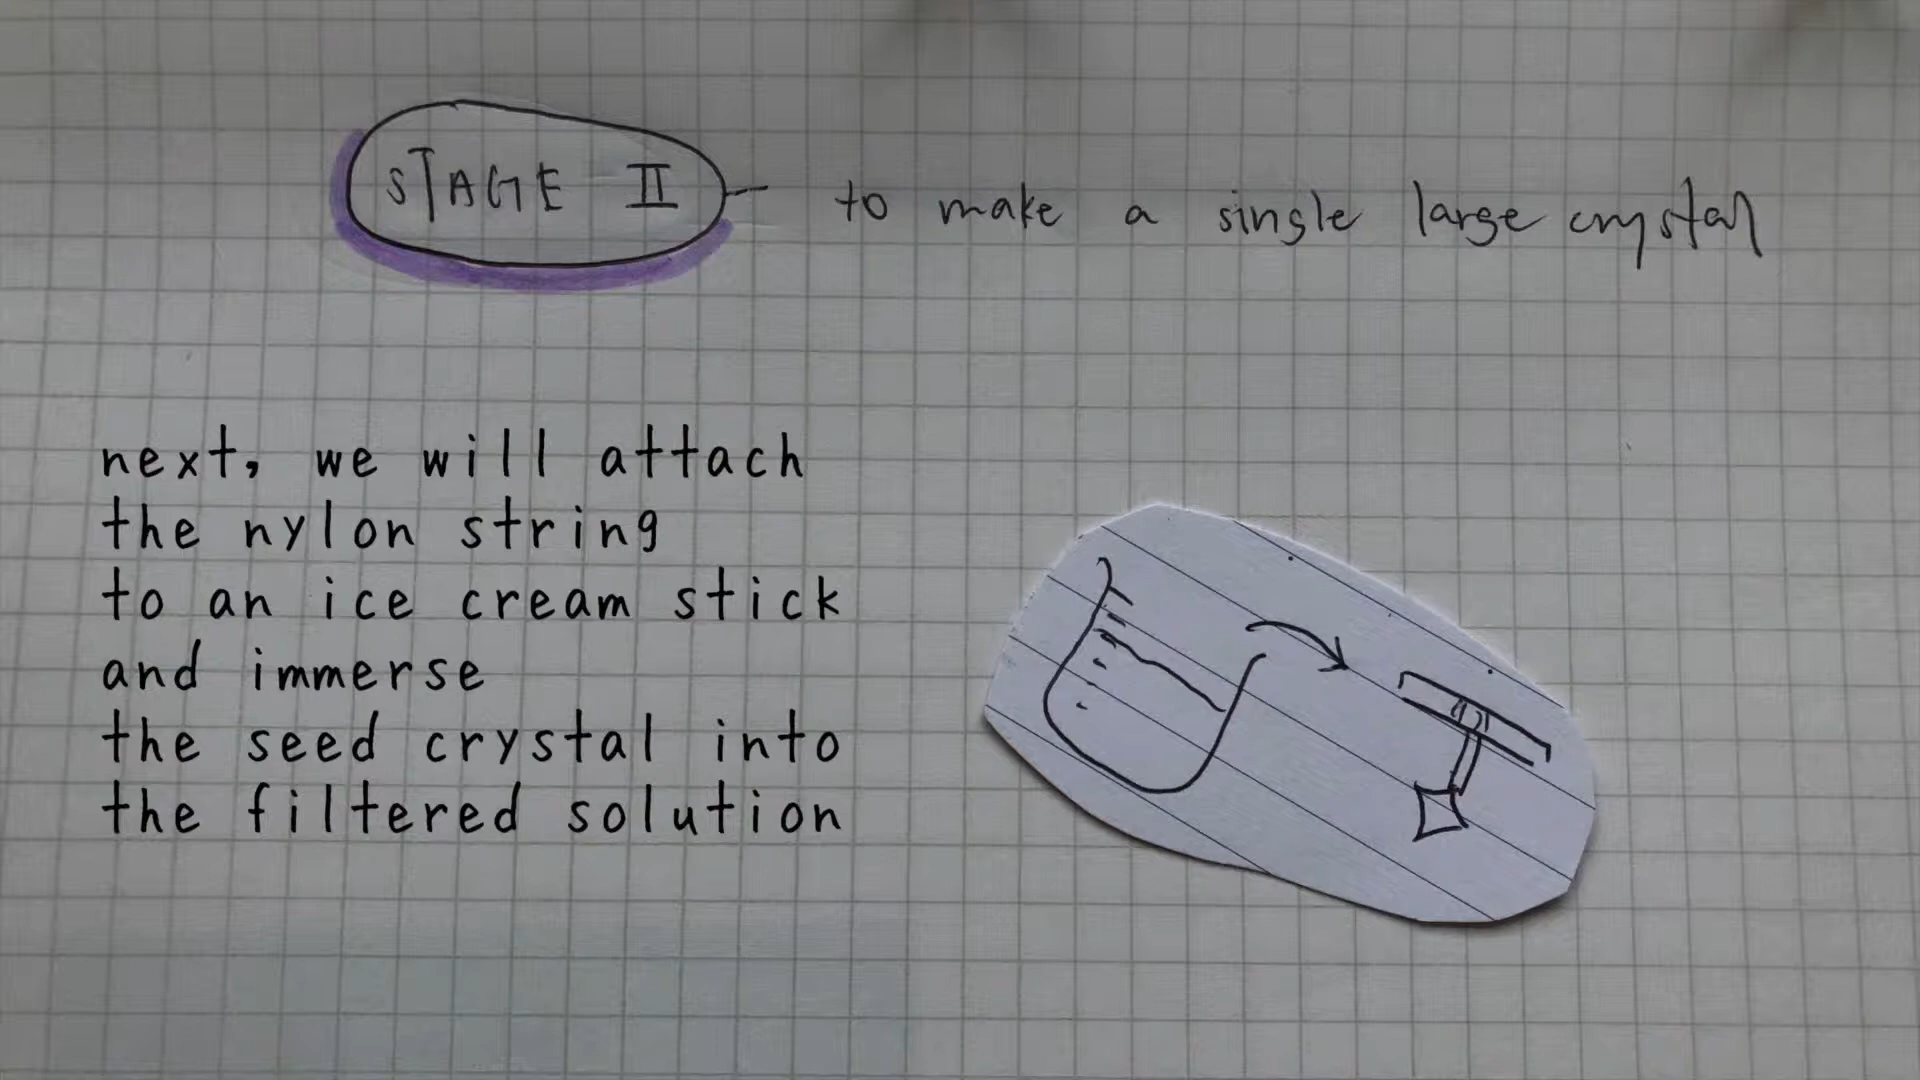 STAGE II - to make a single large crystal
next, we will attach
the nylon string
to an ice cream stick
and immerse
the seed crystal into
the filtered solution